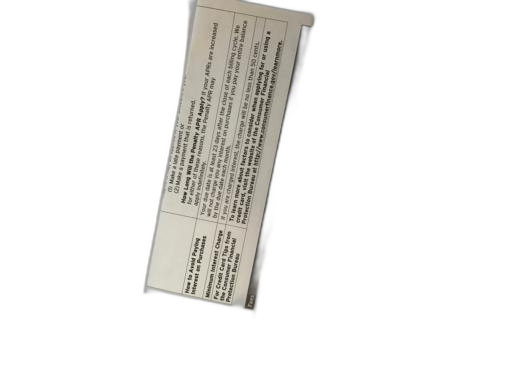 (1) Make a late payment or
(2) Make a payment that is returned.
How Long Will the Penalty APR Apply? If your APRs are increased
for either of these reasons, the Penalty APR may
apply indefinitely.
How to Avoid Paying
Interest on Purchases
Your due date is at least 23 days after the close of each billing cycle. We
will not charge you any interest on purchases if you pay your entire balance
by the due date each month.
Minimum Interest Charge
If you are charged interest, the charge will be no less than 50 cents.
For Credit Card Tips from
the Consumer Financial
Protection Bureau
To learn more about factors to consider when applying for or using a
credit card, visit the website of the Consumer Financial
Protection Bureau at http://www.consumerfinance.gov/learnmore.
Fees